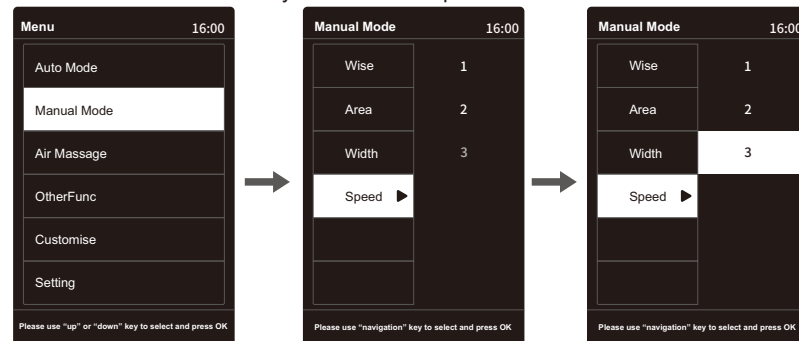 Menu 16:00
Auto Mode
Manual Mode
Air Massage
OtherFunc
Customise
Setting
Please use “up” or “down” key to select and press OK
Manual Mode 16:00
Wise 1
Area 2
Width 3
Speed
Please use “navigation” key to select and press OK
Manual Mode 16:00
Wise 1
Area 2
Width 3
Speed
Please use “navigation” key to select and press OK